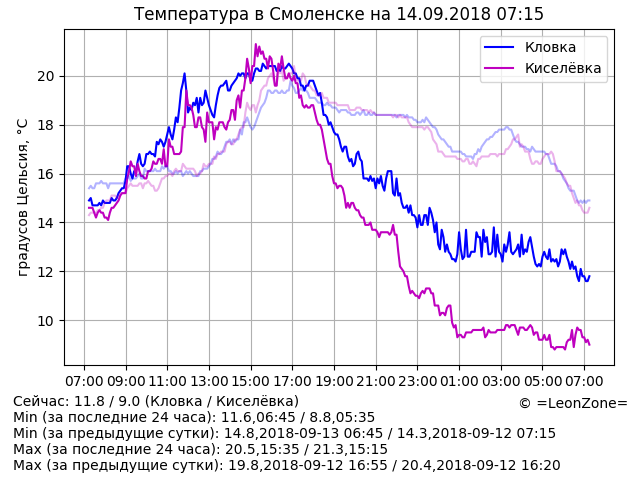 Температура в Смоленске на 14.09.2018 07:15
Кловка
Киселёвка
градусов Цельсия, °C
20
18
16
14
12
10
07:00 09:00 11:00 13:00 15:00 17:00 19:00 21:00 23:00 01:00 03:00 05:00 07:00
© =LeonZone=
Сейчас: 11.8 / 9.0 (Кловка / Киселёвка)
Min (за последние 24 часа): 11.6,06:45 / 8.8,05:35
Min (за предыдущие сутки): 14.8,2018-09-13 06:45 / 14.3,2018-09-12 07:15
Max (за последние 24 часа): 20.5,15:35 / 21.3,15:15
Max (за предыдущие сутки): 19.8,2018-09-12 16:55 / 20.4,2018-09-12 16:20